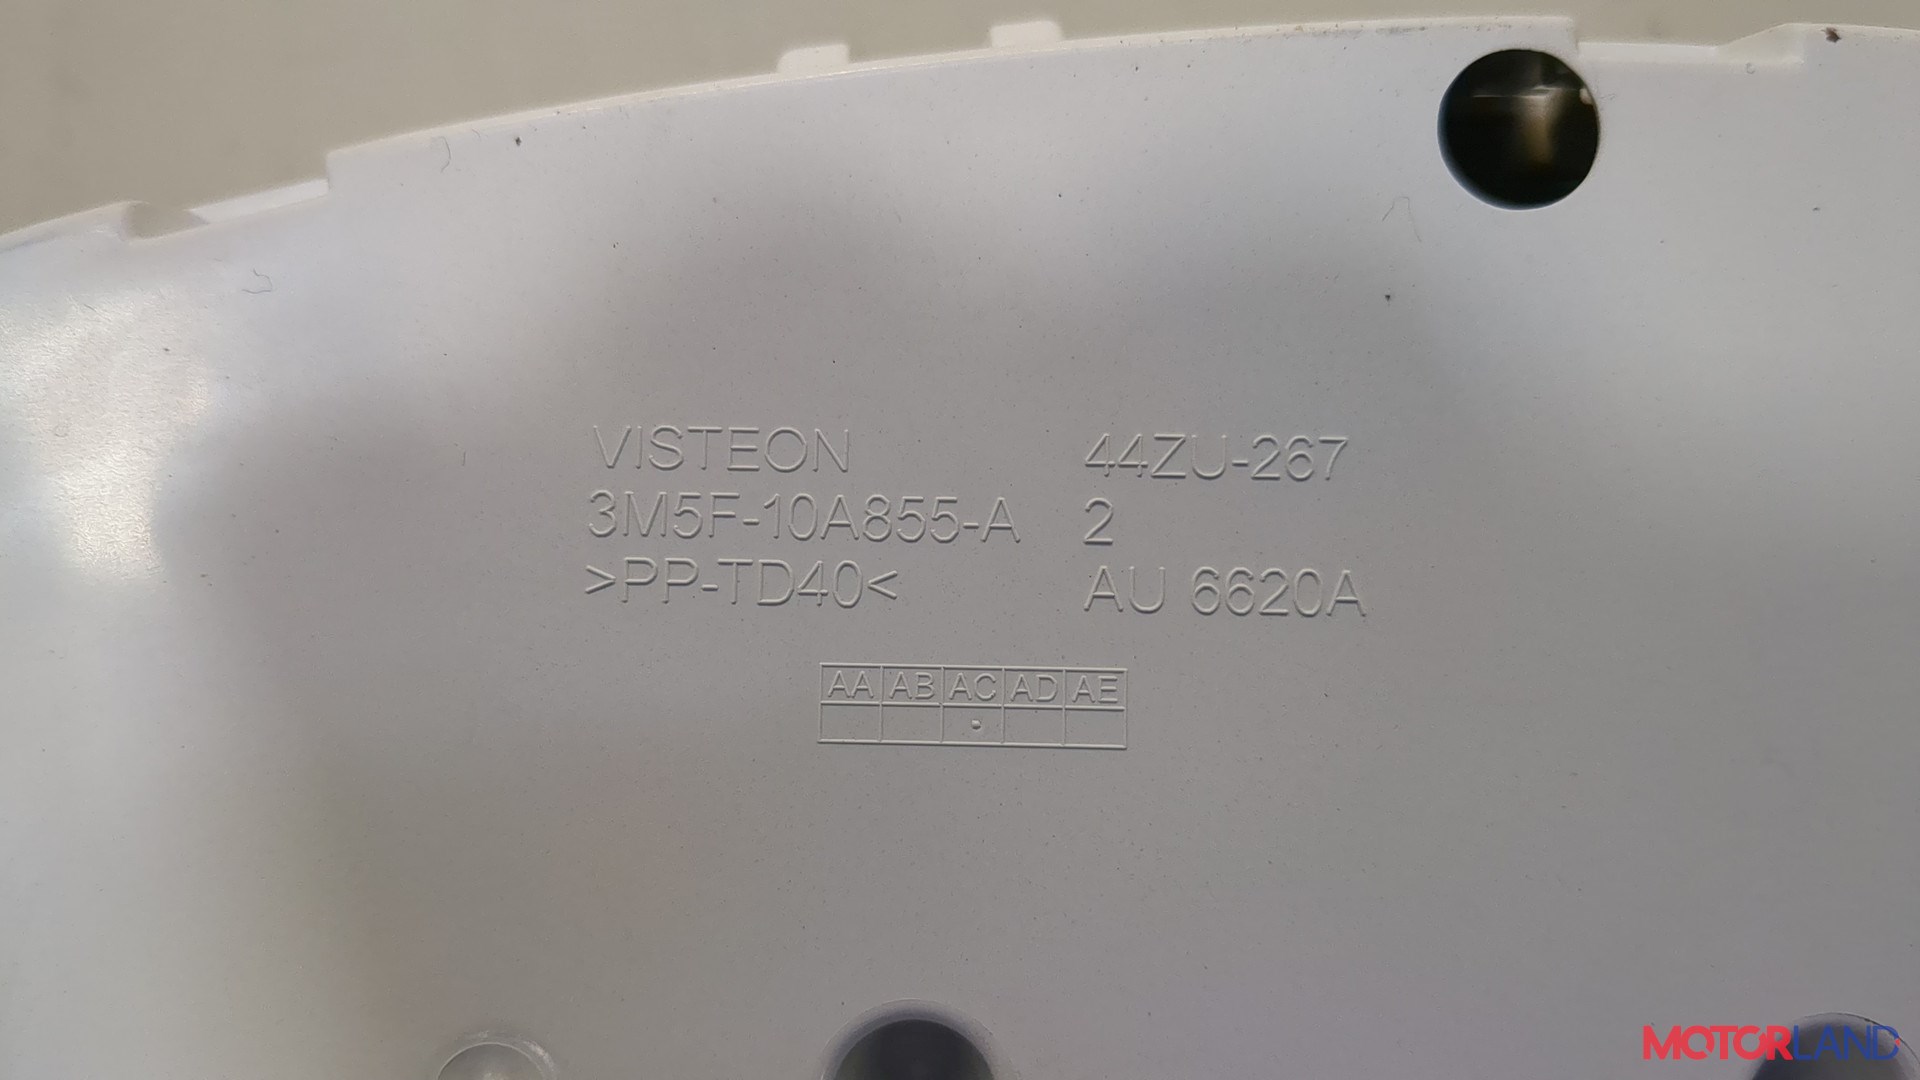 VISTEON 44ZU-267
3M5F-10A855-A 2
>PP-TD40< AU 6620A
AA AB AC AD AE
MOTORLAND